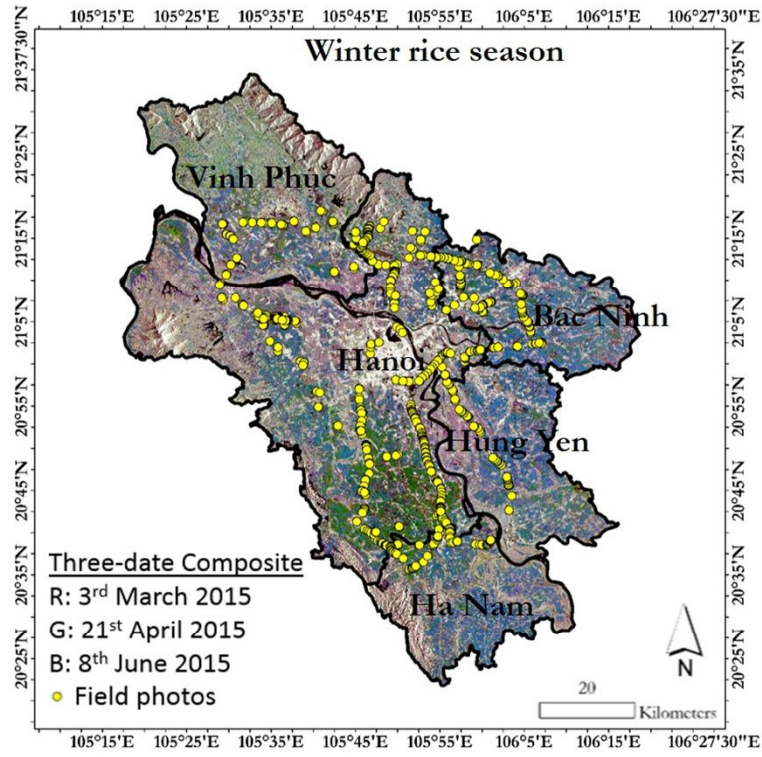 105°15'E 105°25'E 105°35'E 105°45'E 105°55'E 106°5'E 106°15'E 106°27'30"E
Winter rice season
21°37'30"N
21°35'N
21°25'N
21°25'N
Vinh Phuc
21°15'N
21°15'N
21°5'N
Bac Ninh
21°5'N
Hanoi
20°55'N
20°55'N
Hung Yen
20°45'N
20°45'N
Three-date Composite
R: 3rd March 2015
20°35'N
20°35'N
Ha Nam
G: 21st April 2015
B: 8th June 2015
20°25'N
20°25'N
N
Field photos
20
Kilometers
105°15'E 105°25'E 105°35'E 105°45'E 105°55'E 106°5'E 106°15'E 106°27'30"E